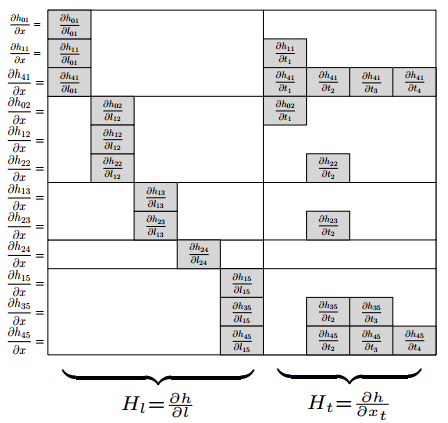 ∂h₀₁/∂x = ∂h₀₁/∂l₀₁
∂h₁₁/∂x = ∂h₁₁/∂l₀₁ ∂h₁₁/∂t₁
∂h₄₁/∂x = ∂h₄₁/∂l₀₁ ∂h₄₁/∂t₁ ∂h₄₁/∂t₂ ∂h₄₁/∂t₃ ∂h₄₁/∂t₄
∂h₀₂/∂x = ∂h₀₂/∂l₁₂ ∂h₀₂/∂t₁
∂h₁₂/∂x = ∂h₁₂/∂l₁₂
∂h₂₂/∂x = ∂h₂₂/∂l₁₂ ∂h₂₂/∂t₂
∂h₁₃/∂x = ∂h₁₃/∂l₁₃
∂h₂₃/∂x = ∂h₂₃/∂l₁₃ ∂h₂₃/∂t₂
∂h₂₄/∂x = ∂h₂₄/∂l₂₄
∂h₁₅/∂x = ∂h₁₅/∂l₁₅
∂h₃₅/∂x = ∂h₃₅/∂l₁₅ ∂h₃₅/∂t₂ ∂h₃₅/∂t₃
∂h₄₅/∂x = ∂h₄₅/∂l₁₅ ∂h₄₅/∂t₂ ∂h₄₅/∂t₃ ∂h₄₅/∂t₄
H_l = ∂h/∂l H_t = ∂h/∂x_t